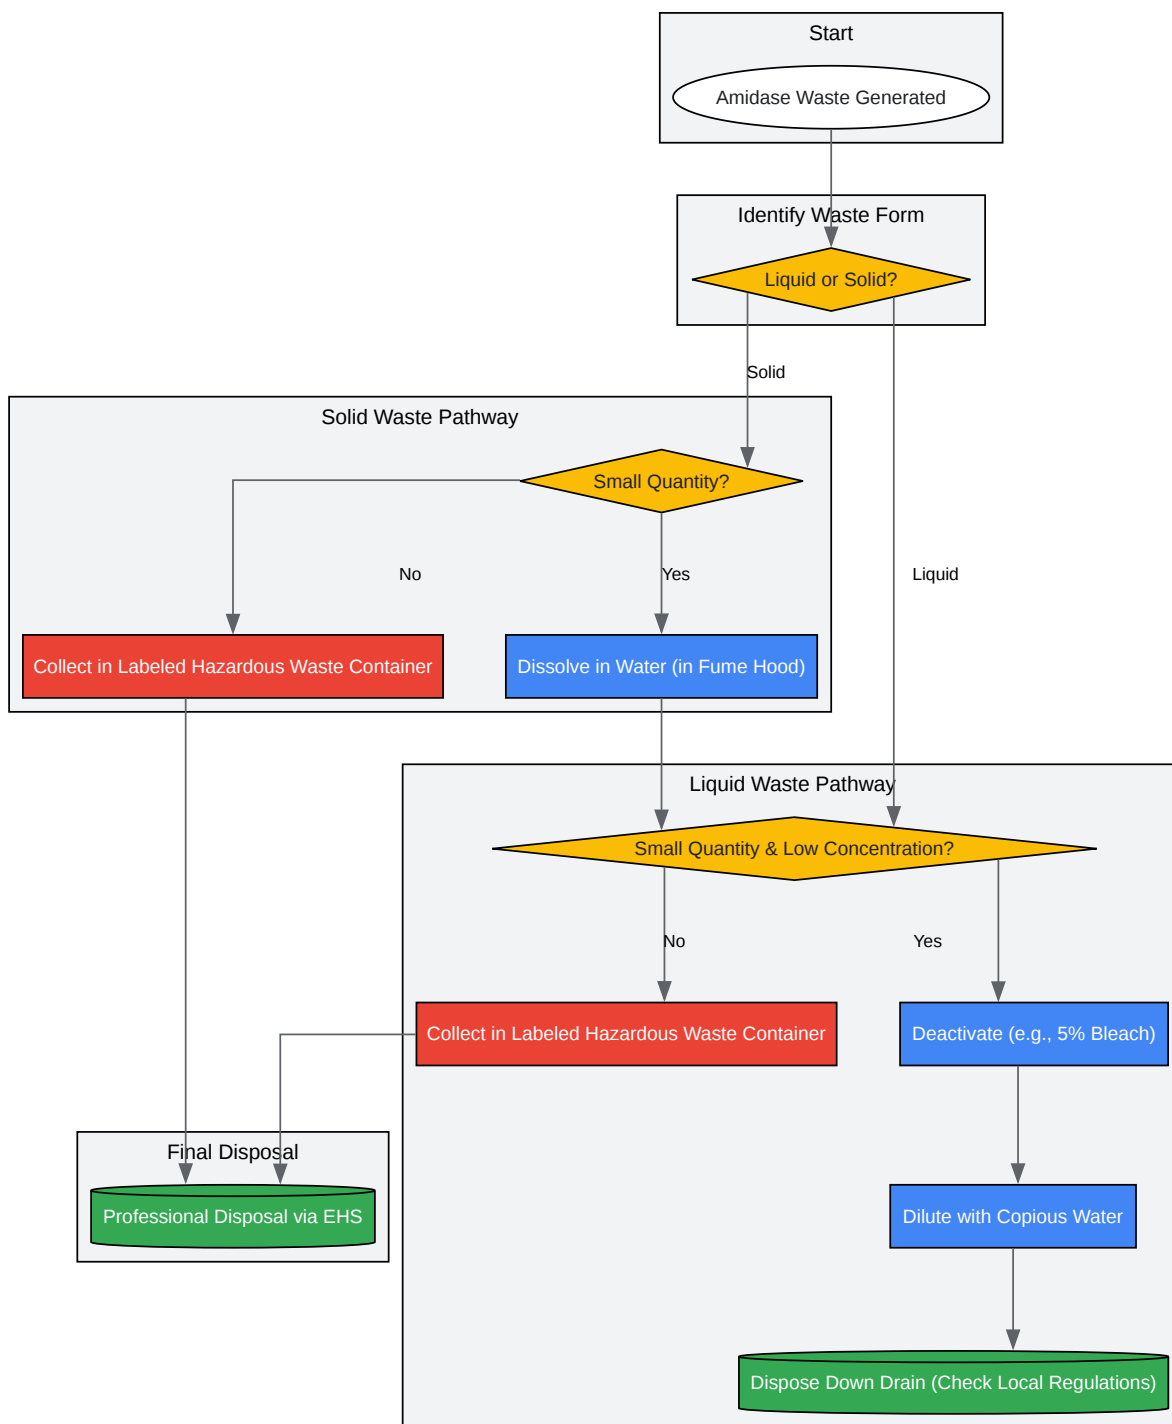 Start
Amidase Waste Generated
Identify Waste Form
Liquid or Solid?
Solid
Solid Waste Pathway
Small Quantity?
No
Yes
Liquid
Collect in Labeled Hazardous Waste Container
Dissolve in Water (in Fume Hood)
Liquid Waste Pathway
Small Quantity & Low Concentration?
No
Yes
Collect in Labeled Hazardous Waste Container
Deactivate (e.g., 5% Bleach)
Final Disposal
Professional Disposal via EHS
Dilute with Copious Water
Dispose Down Drain (Check Local Regulations)